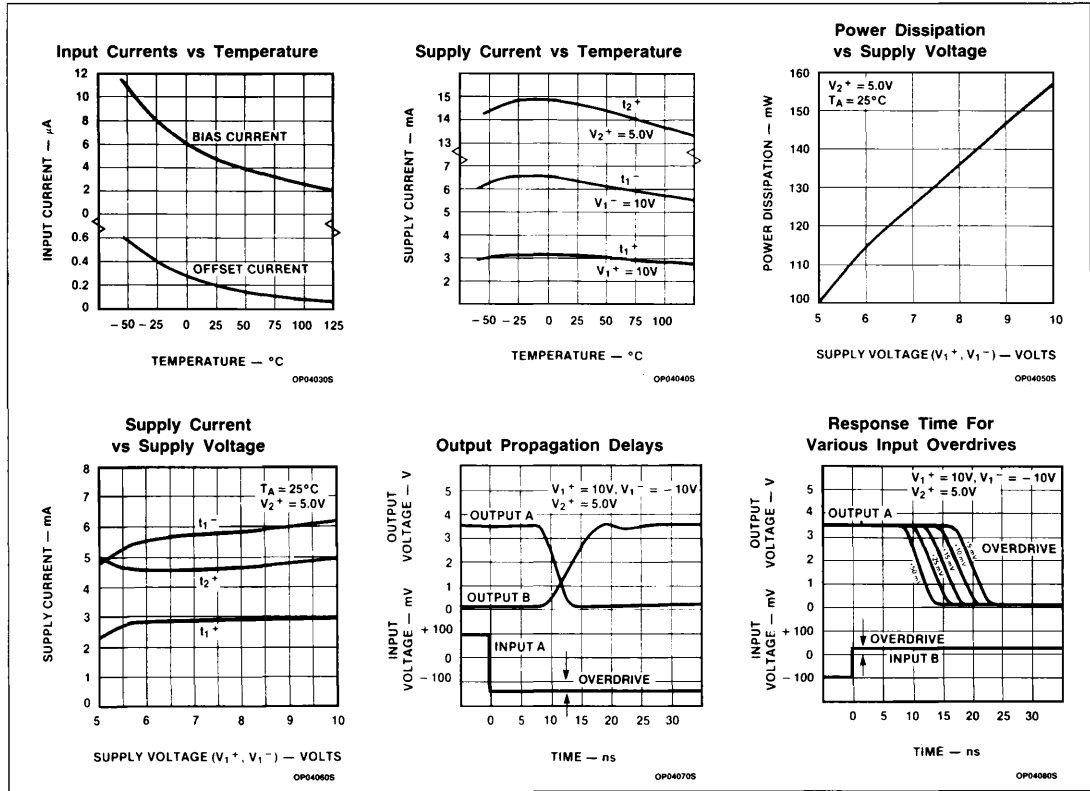 Input Currents vs Temperature
12
10
8
6
4
2
0
0.6
0.4
0.2
0
INPUT CURRENT — μA
BIAS CURRENT
OFFSET CURRENT
– 50 – 25 0 25 50 75 100 125
TEMPERATURE — °C
OP04030S
Supply Current vs Temperature
15
14
13
7
6
5
4
3
2
SUPPLY CURRENT — mA
t₂⁺
V₂⁺ = 5.0V
t₁⁻
V₁⁻ = 10V
t₁⁺
V₁⁺ = 10V
– 50 – 25 0 25 50 75 100
TEMPERATURE — °C
OP04040S
Power Dissipation
vs Supply Voltage
160
150
140
130
120
110
100
POWER DISSIPATION — mW
V₂⁺ = 5.0V
T_A = 25°C
5 6 7 8 9 10
SUPPLY VOLTAGE (V₁⁺, V₁⁻) — VOLTS
OP04050S
Supply Current
vs Supply Voltage
8
7
6
5
4
3
2
1
0
SUPPLY CURRENT — mA
T_A = 25°C
V₂⁺ = 5.0V
t₁⁻
t₂⁺
t₁⁺
5 6 7 8 9 10
SUPPLY VOLTAGE (V₁⁺, V₁⁻) — VOLTS
OP04060S
Output Propagation Delays
OUTPUT
VOLTAGE — V
5
4
3
2
1
0
V₁⁺ = 10V, V₁⁻ = – 10V
V₂⁺ = 5.0V
OUTPUT A
OUTPUT B
INPUT
VOLTAGE — mV
+ 100
0
– 100
INPUT A
OVERDRIVE
0 5 10 15 20 25 30
TIME — ns
OP04070S
Response Time For
Various Input Overdrives
OUTPUT
VOLTAGE — V
5
4
3
2
1
0
V₁⁺ = 10V, V₁⁻ = – 10V
V₂⁺ = 5.0V
OUTPUT A
OVERDRIVE
INPUT
VOLTAGE — mV
+ 100
0
– 100
OVERDRIVE
INPUT B
0 5 10 15 20 25 30
TIME — ns
OP04080S